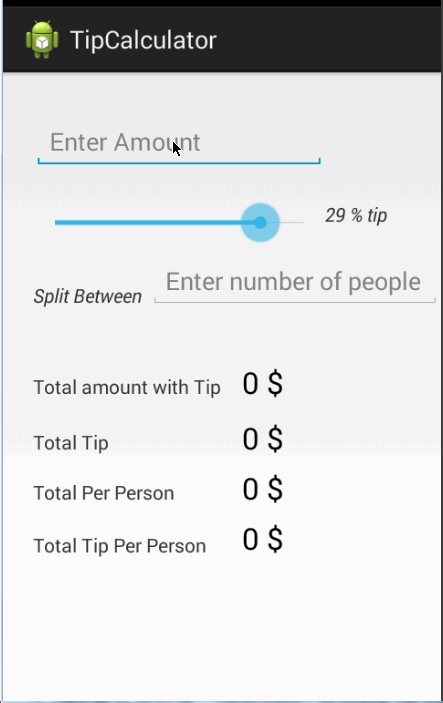 TipCalculator
Enter Amount
29 % tip
Split Between Enter number of people
Total amount with Tip 0 $
Total Tip 0 $
Total Per Person 0 $
Total Tip Per Person 0 $